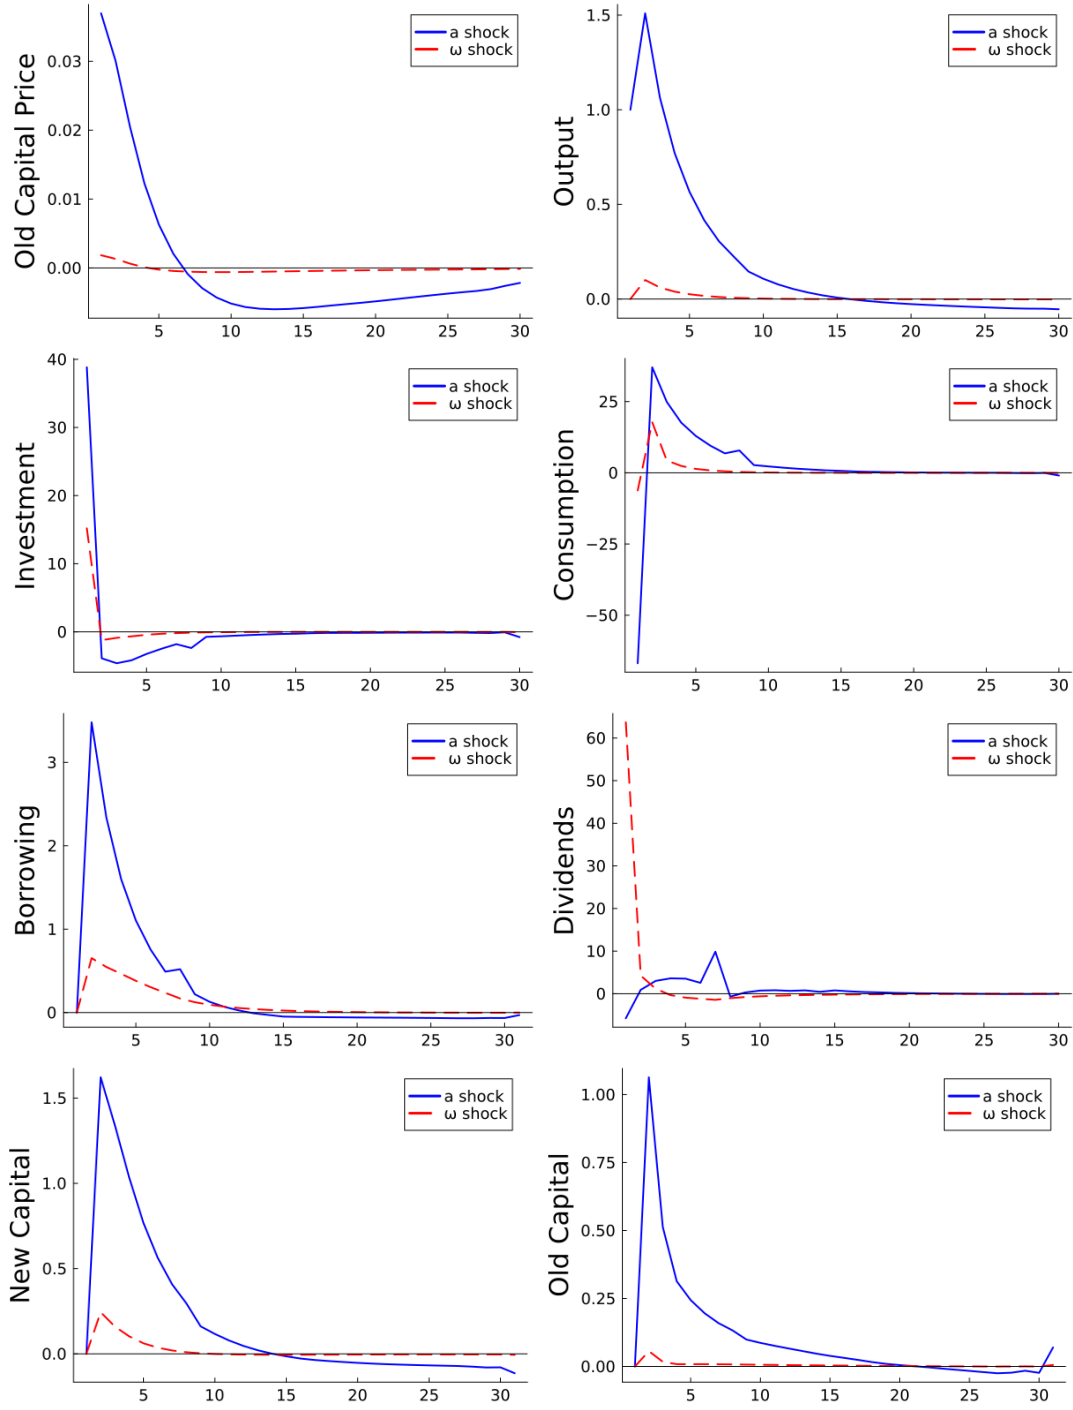 Old Capital Price
0.03
0.02
0.01
0.00
a shock
ω shock
5 10 15 20 25 30
Output
1.5
1.0
0.5
0.0
a shock
ω shock
5 10 15 20 25 30
Investment
40
30
20
10
0
a shock
ω shock
5 10 15 20 25 30
Consumption
25
0
−25
−50
a shock
ω shock
5 10 15 20 25 30
Borrowing
3
2
1
0
a shock
ω shock
5 10 15 20 25 30
Dividends
60
50
40
30
20
10
0
a shock
ω shock
5 10 15 20 25 30
New Capital
1.5
1.0
0.5
0.0
a shock
ω shock
5 10 15 20 25 30
Old Capital
1.00
0.75
0.50
0.25
0.00
a shock
ω shock
5 10 15 20 25 30